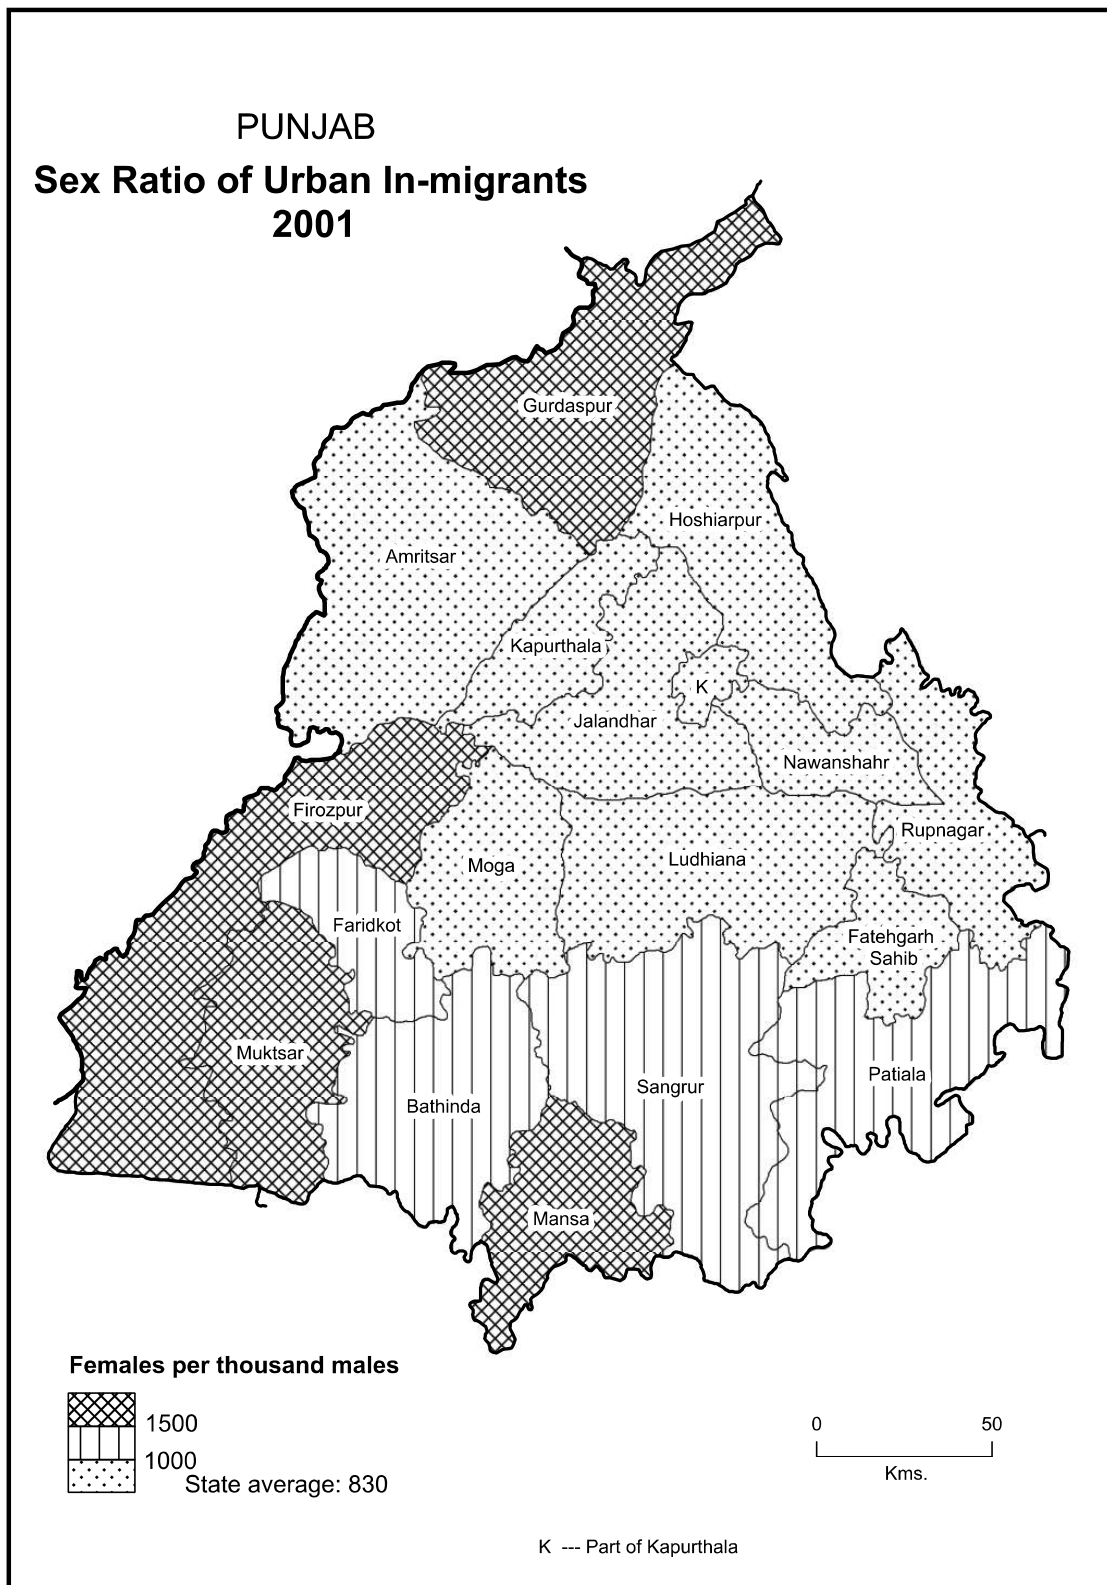 PUNJAB
Sex Ratio of Urban In-migrants
2001
Gurdaspur
Hoshiarpur
Amritsar
Kapurthala
K
Jalandhar
Nawanshahr
Firozpur
Rupnagar
Moga
Ludhiana
Faridkot
Fatehgarh
Sahib
Muktsar
Patiala
Sangrur
Bathinda
Mansa
Females per thousand males
1500
1000
State average: 830
0 50
Kms.
K --- Part of Kapurthala